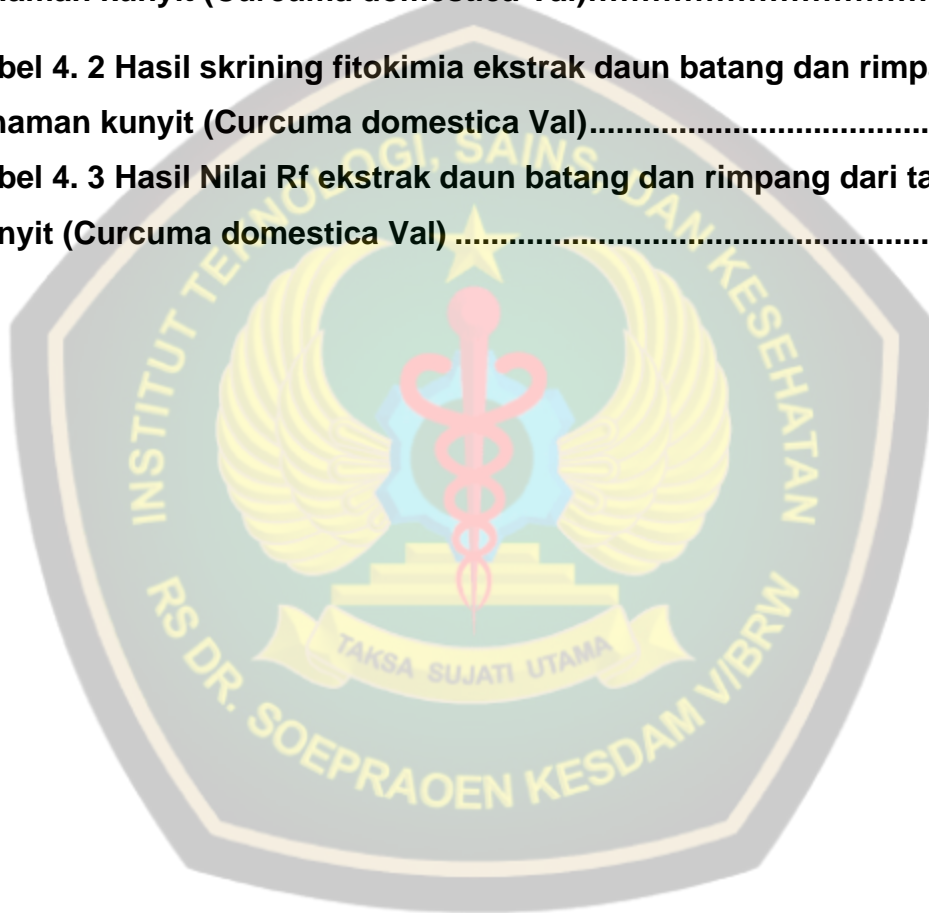 naman kunyit (Curcuma domestica Val)....................................
bel 4. 2 Hasil skrining fitokimia ekstrak daun batang dan rimpa
naman kunyit (Curcuma domestica Val).....................................
bel 4. 3 Hasil Nilai Rf ekstrak daun batang dan rimpang dari ta
nyit (Curcuma domestica Val) .....................................................
INSTITUT TEKNOLOGI, SAINS, DAN KESEHATAN
TAKSA SUJATI UTAMA
RS DR. SOEPRAOEN KESDAM V/BRW